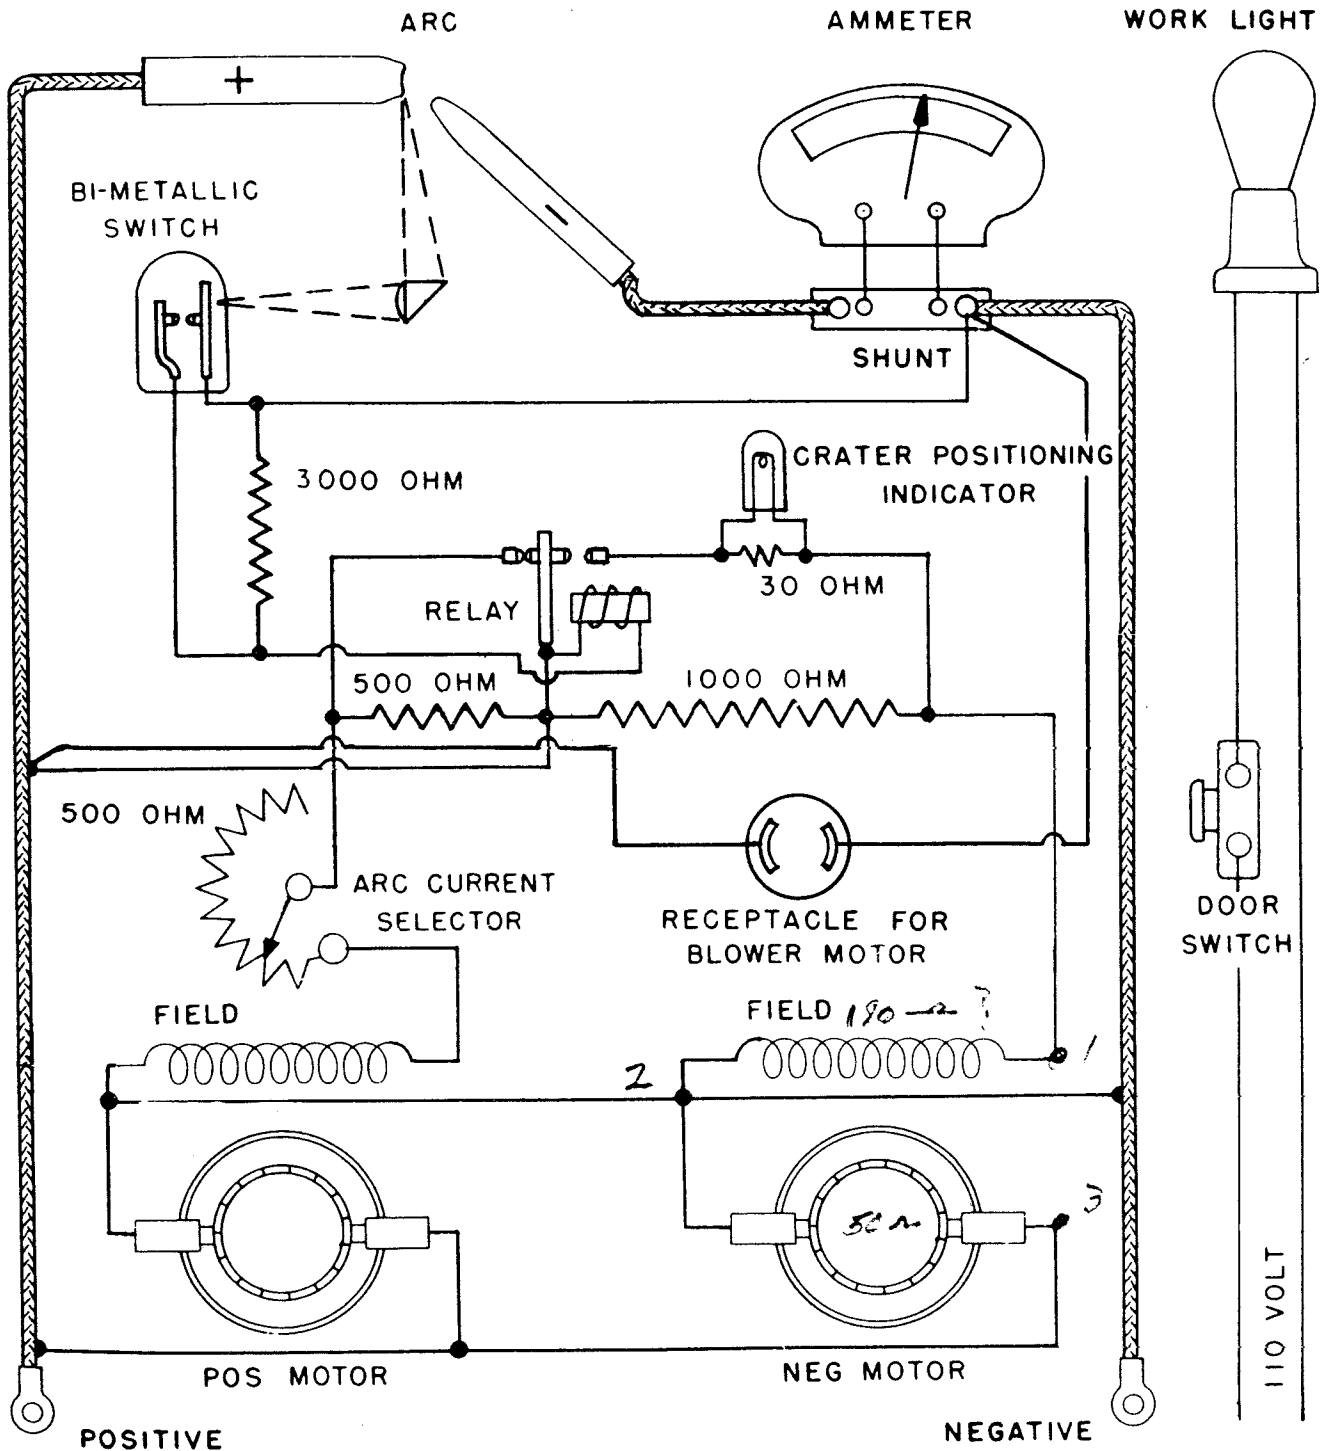 ARC
AMMETER
WORK LIGHT
+
BI-METALLIC
SWITCH
−
SHUNT
CRATER POSITIONING
INDICATOR
3000 OHM
30 OHM
RELAY
500 OHM
1000 OHM
500 OHM
ARC CURRENT
SELECTOR
RECEPTACLE FOR
BLOWER MOTOR
DOOR
SWITCH
FIELD
FIELD 190 Ω ?
1
2
3
110 VOLT
POS MOTOR
NEG MOTOR
POSITIVE
NEGATIVE